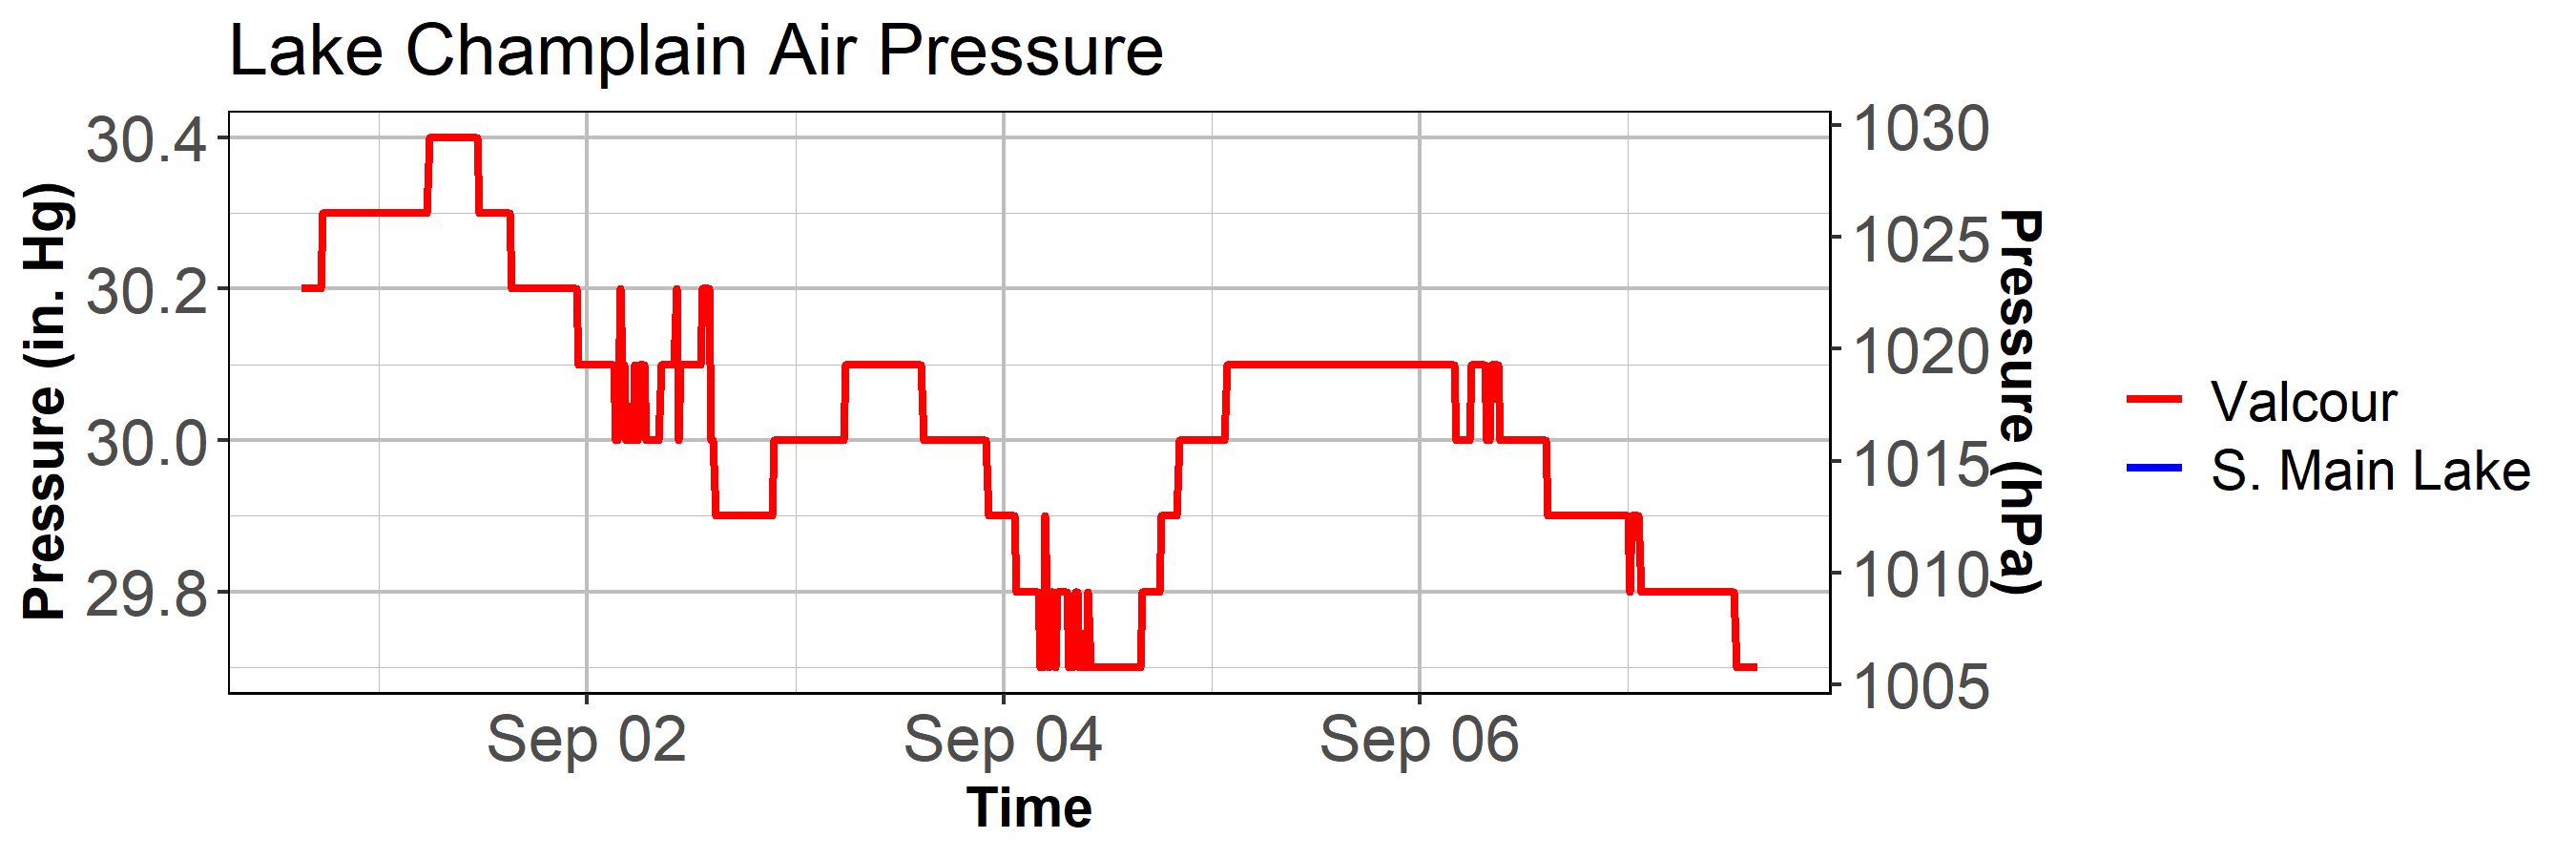 Lake Champlain Air Pressure
Pressure (in. Hg)
30.4
30.2
30.0
29.8
1030
1025
1020
1015
1010
1005
Pressure (hPa)
Valcour
S. Main Lake
Sep 02
Sep 04
Sep 06
Time